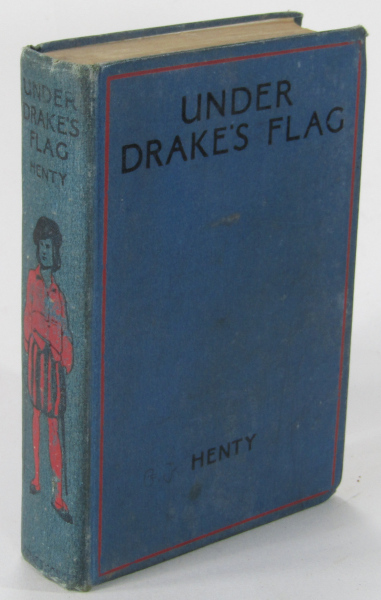 UNDER
DRAKE'S
FLAG
HENTY
UNDER
DRAKE'S FLAG
HENTY